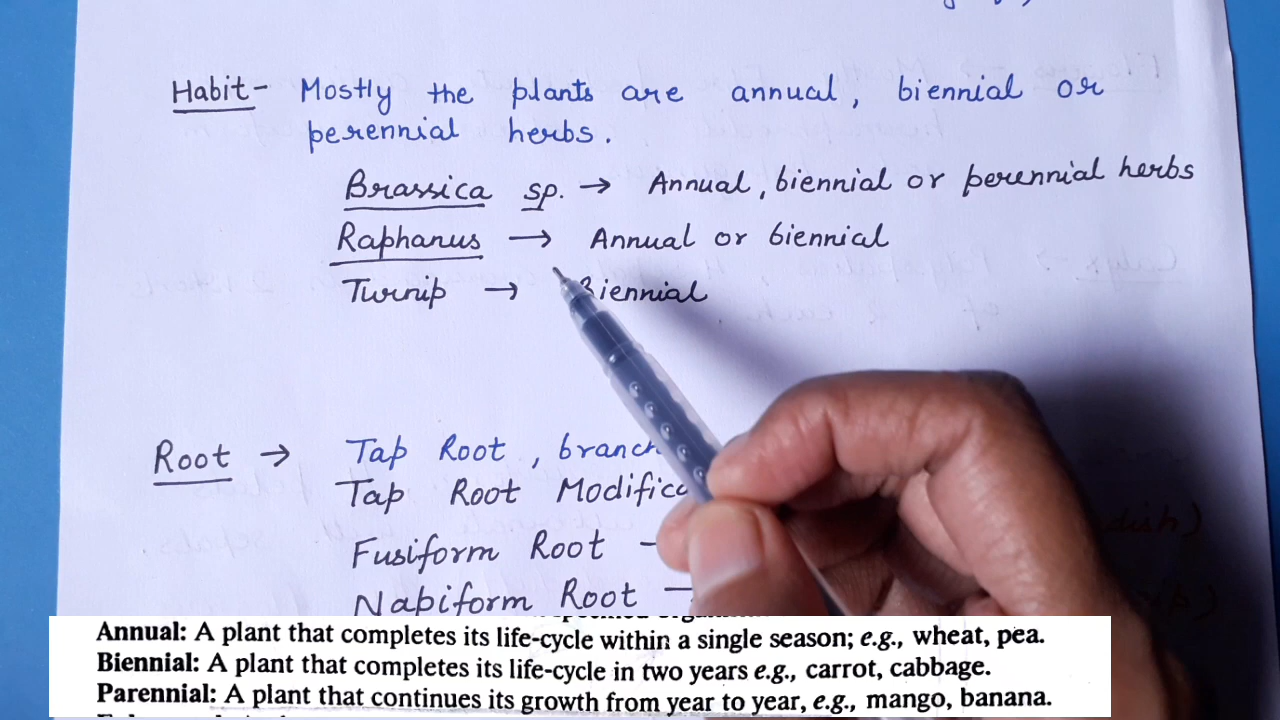 Habit - Mostly the plants are annual, biennial or
perennial herbs.
Brassica sp. → Annual, biennial or perennial herbs
Raphanus → Annual or biennial
Turnip → Biennial
Root → Tap Root, branch
Tap Root Modifica
Fusiform Root -
dish)
Napiform Root →
Annual: A plant that completes its life-cycle within a single season; e.g., wheat, pea.
Biennial: A plant that completes its life-cycle in two years e.g., carrot, cabbage.
Parennial: A plant that continues its growth from year to year, e.g., mango, banana.